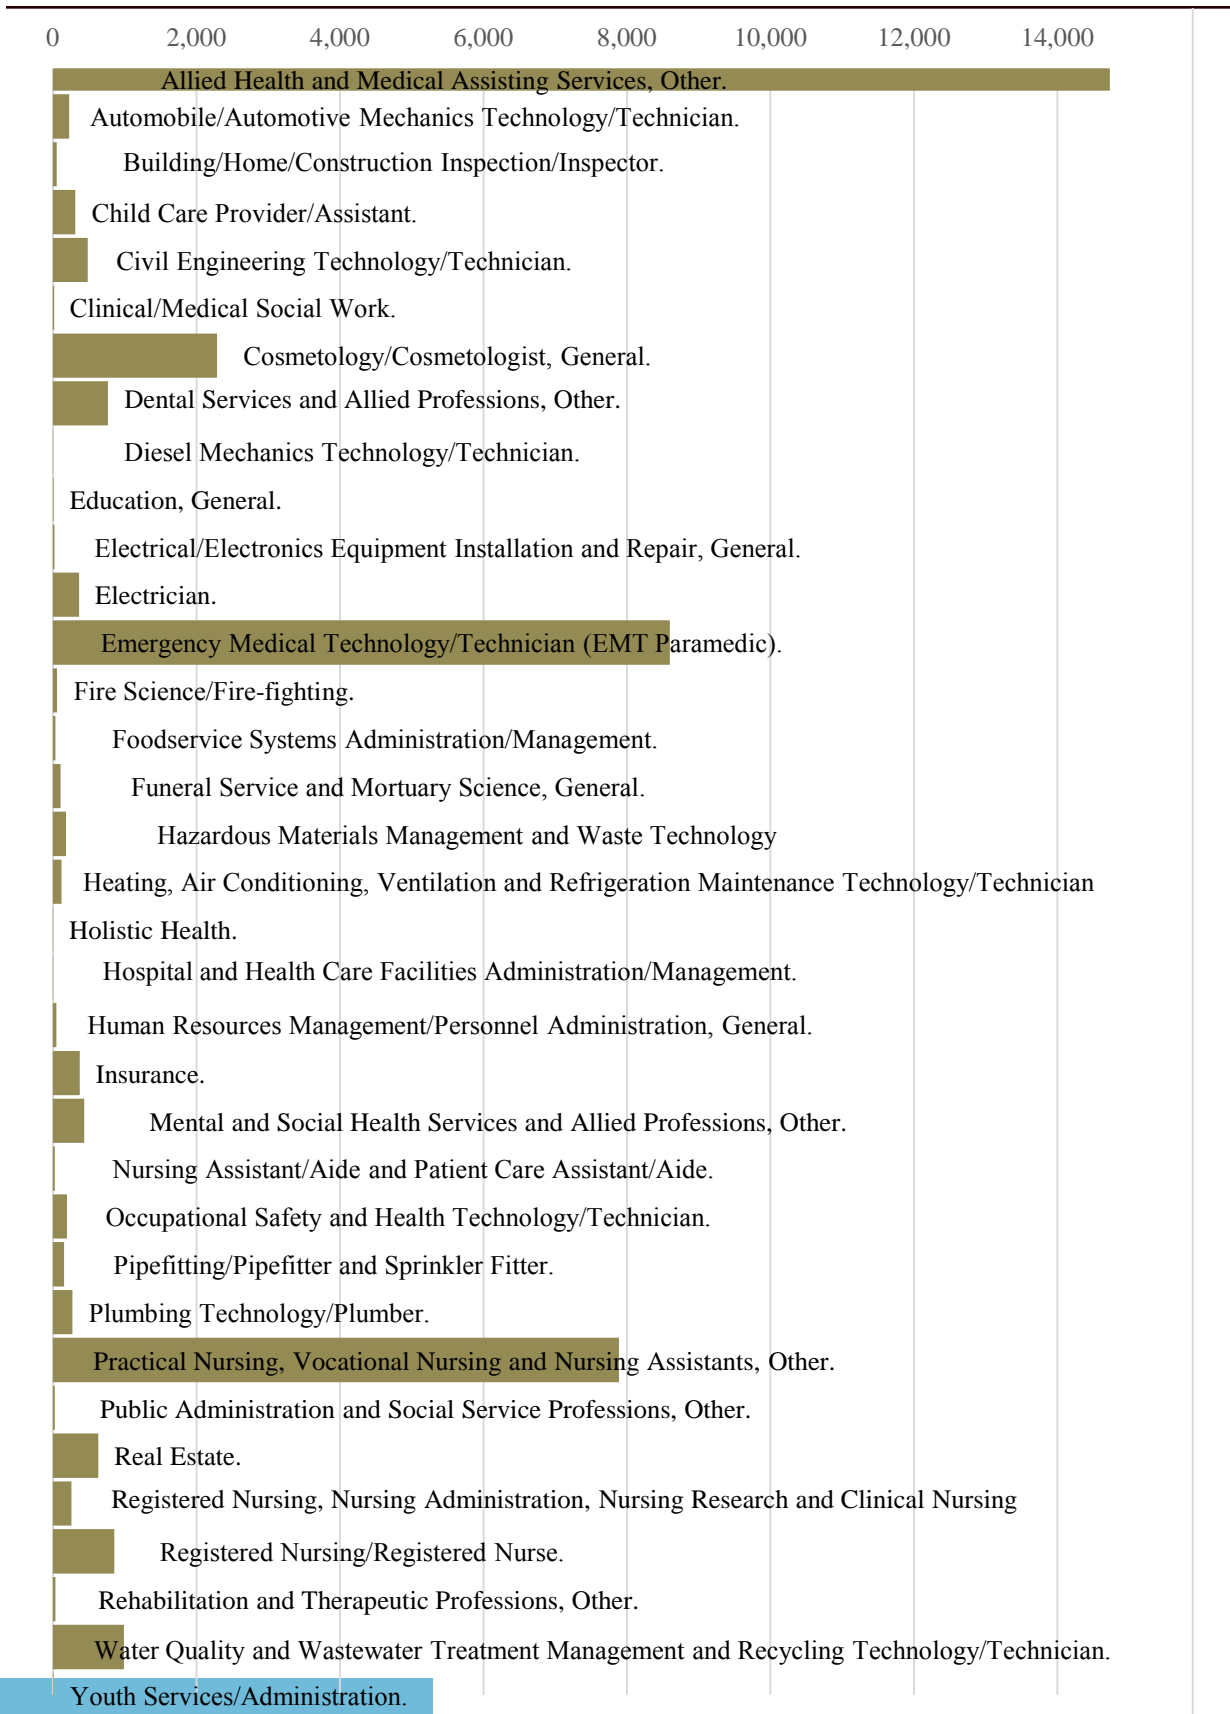 0 2,000 4,000 6,000 8,000 10,000 12,000 14,000
Allied Health and Medical Assisting Services, Other.
Automobile/Automotive Mechanics Technology/Technician.
Building/Home/Construction Inspection/Inspector.
Child Care Provider/Assistant.
Civil Engineering Technology/Technician.
Clinical/Medical Social Work.
Cosmetology/Cosmetologist, General.
Dental Services and Allied Professions, Other.
Diesel Mechanics Technology/Technician.
Education, General.
Electrical/Electronics Equipment Installation and Repair, General.
Electrician.
Emergency Medical Technology/Technician (EMT Paramedic).
Fire Science/Fire-fighting.
Foodservice Systems Administration/Management.
Funeral Service and Mortuary Science, General.
Hazardous Materials Management and Waste Technology
Heating, Air Conditioning, Ventilation and Refrigeration Maintenance Technology/Technician
Holistic Health.
Hospital and Health Care Facilities Administration/Management.
Human Resources Management/Personnel Administration, General.
Insurance.
Mental and Social Health Services and Allied Professions, Other.
Nursing Assistant/Aide and Patient Care Assistant/Aide.
Occupational Safety and Health Technology/Technician.
Pipefitting/Pipefitter and Sprinkler Fitter.
Plumbing Technology/Plumber.
Practical Nursing, Vocational Nursing and Nursing Assistants, Other.
Public Administration and Social Service Professions, Other.
Real Estate.
Registered Nursing, Nursing Administration, Nursing Research and Clinical Nursing
Registered Nursing/Registered Nurse.
Rehabilitation and Therapeutic Professions, Other.
Water Quality and Wastewater Treatment Management and Recycling Technology/Technician.
Youth Services/Administration.